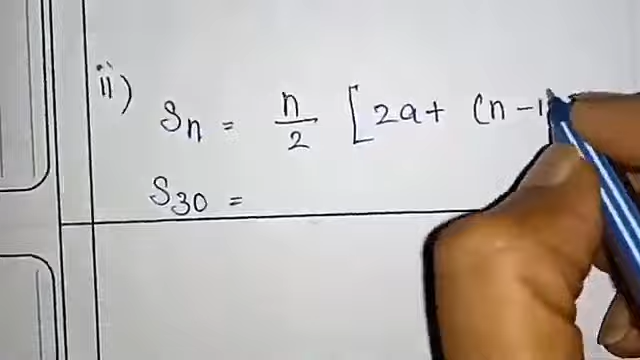 ii) Sn = n/2 [2a + (n-1
S30 =